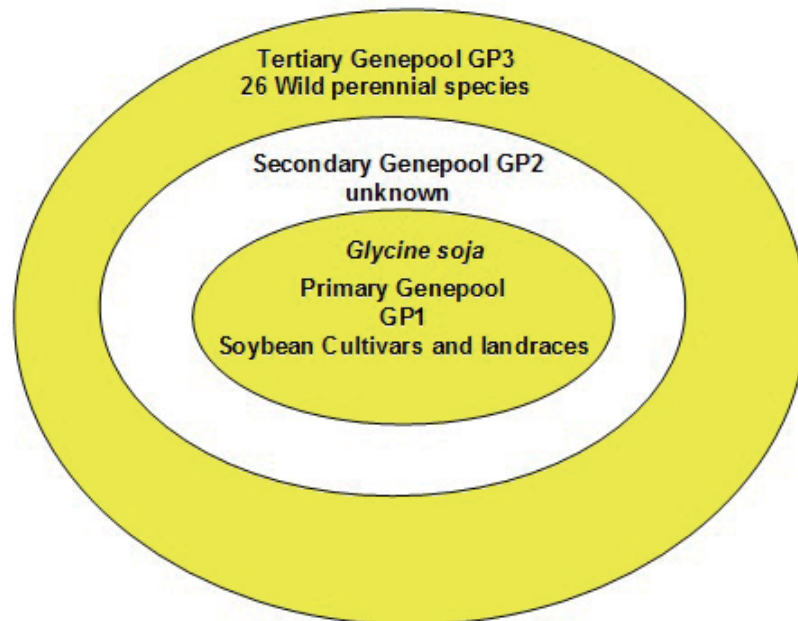 Tertiary Genepool GP3
26 Wild perennial species
Secondary Genepool GP2
unknown
Glycine soja
Primary Genepool
GP1
Soybean Cultivars and landraces